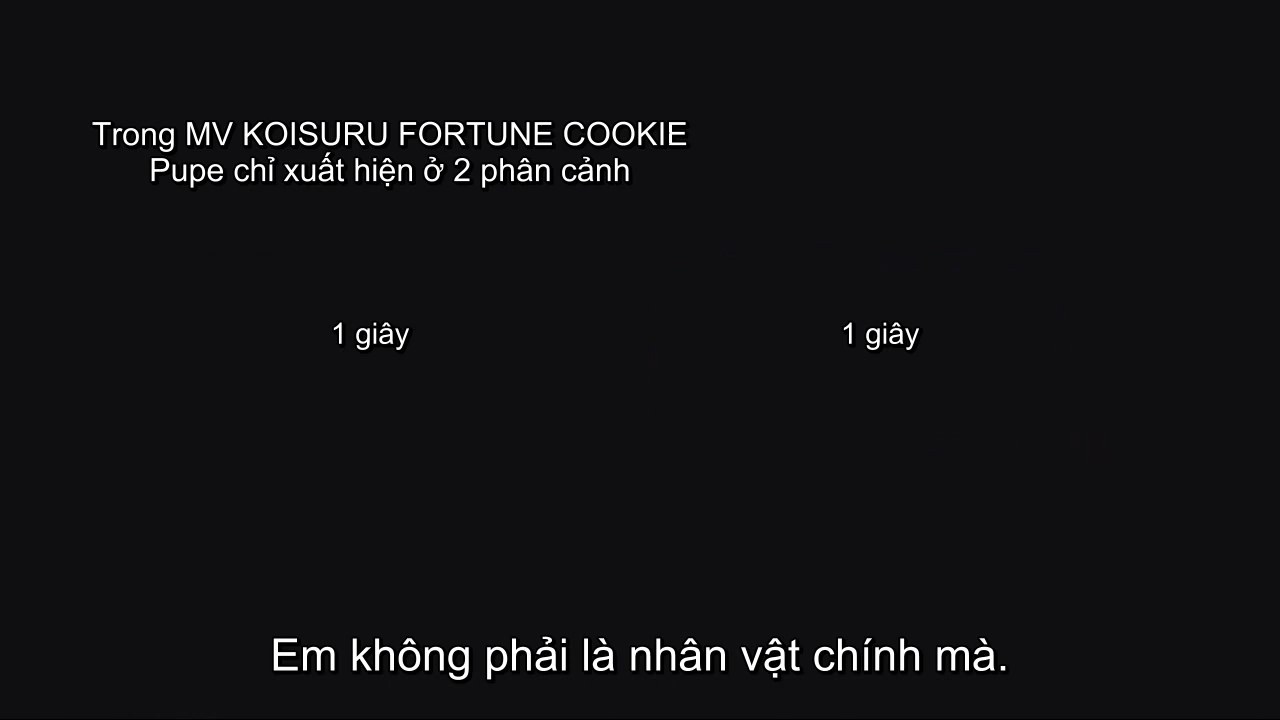 Trong MV KOISURU FORTUNE COOKIE
Pupe chỉ xuất hiện ở 2 phân cảnh
1 giây
1 giây
Em không phải là nhân vật chính mà.